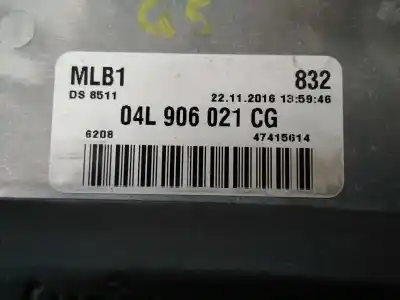 MLB1 832
DS 8511 22.11.2016 13:59:46
04L 906 021 CG
6208 47415614